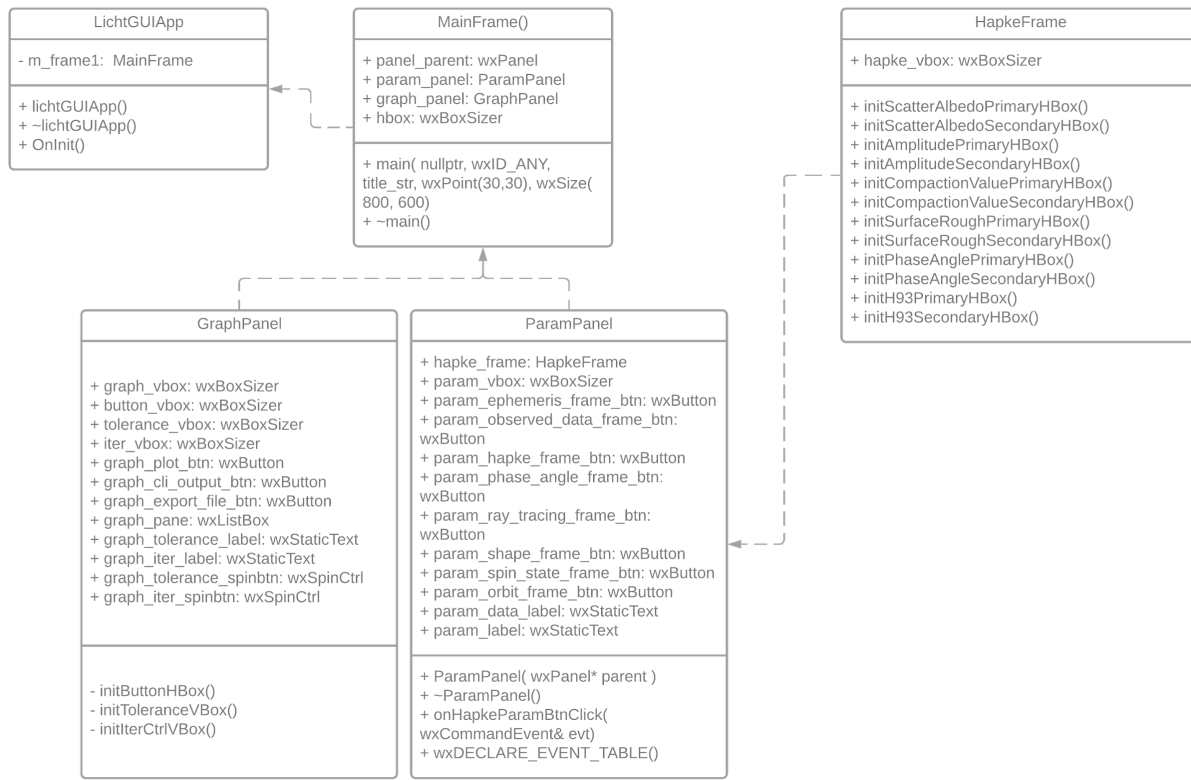 LichtGUIApp
- m_frame1: MainFrame
+ lichtGUIApp()
+ ~lichtGUIApp()
+ OnInit()
MainFrame()
+ panel_parent: wxPanel
+ param_panel: ParamPanel
+ graph_panel: GraphPanel
+ hbox: wxBoxSizer
+ main( nullptr, wxID_ANY,
title_str, wxPoint(30,30), wxSize(
800, 600)
+ ~main()
HapkeFrame
+ hapke_vbox: wxBoxSizer
+ initScatterAlbedoPrimaryHBox()
+ initScatterAlbedoSecondaryHBox()
+ initAmplitudePrimaryHBox()
+ initAmplitudeSecondaryHBox()
+ initCompactionValuePrimaryHBox()
+ initCompactionValueSecondaryHBox()
+ initSurfaceRoughPrimaryHBox()
+ initSurfaceRoughSecondaryHBox()
+ initPhaseAnglePrimaryHBox()
+ initPhaseAngleSecondaryHBox()
+ initH93PrimaryHBox()
+ initH93SecondaryHBox()
GraphPanel
+ graph_vbox: wxBoxSizer
+ button_vbox: wxBoxSizer
+ tolerance_vbox: wxBoxSizer
+ iter_vbox: wxBoxSizer
+ graph_plot_btn: wxButton
+ graph_cli_output_btn: wxButton
+ graph_export_file_btn: wxButton
+ graph_pane: wxListBox
+ graph_tolerance_label: wxStaticText
+ graph_iter_label: wxStaticText
+ graph_tolerance_spinbtn: wxSpinCtrl
+ graph_iter_spinbtn: wxSpinCtrl
- initButtonHBox()
- initToleranceVBox()
- initIterCtrlVBox()
ParamPanel
+ hapke_frame: HapkeFrame
+ param_vbox: wxBoxSizer
+ param_ephemeris_frame_btn: wxButton
+ param_observed_data_frame_btn:
wxButton
+ param_hapke_frame_btn: wxButton
+ param_phase_angle_frame_btn:
wxButton
+ param_ray_tracing_frame_btn:
wxButton
+ param_shape_frame_btn: wxButton
+ param_spin_state_frame_btn: wxButton
+ param_orbit_frame_btn: wxButton
+ param_data_label: wxStaticText
+ param_label: wxStaticText
+ ParamPanel( wxPanel* parent )
+ ~ParamPanel()
+ onHapkeParamBtnClick(
wxCommandEvent& evt)
+ wxDECLARE_EVENT_TABLE()